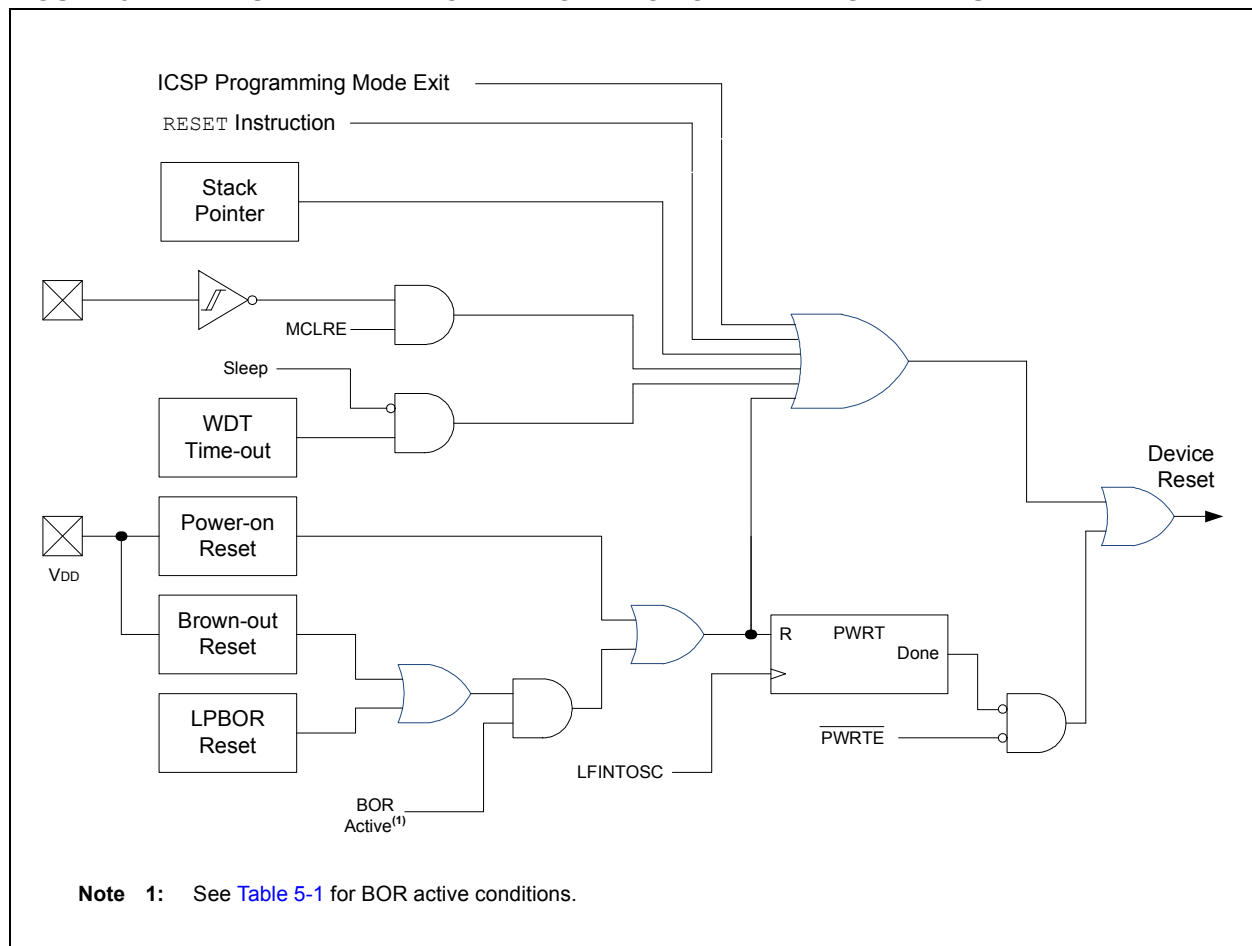 ICSP Programming Mode Exit
RESET Instruction
Stack
Pointer
MCLRE
Sleep
WDT
Time-out
Device
Reset
Power-on
Reset
VDD
Brown-out
Reset
R PWRT
Done
LPBOR
Reset
PWRTE
LFINTOSC
BOR
Active(1)
Note 1: See Table 5-1 for BOR active conditions.